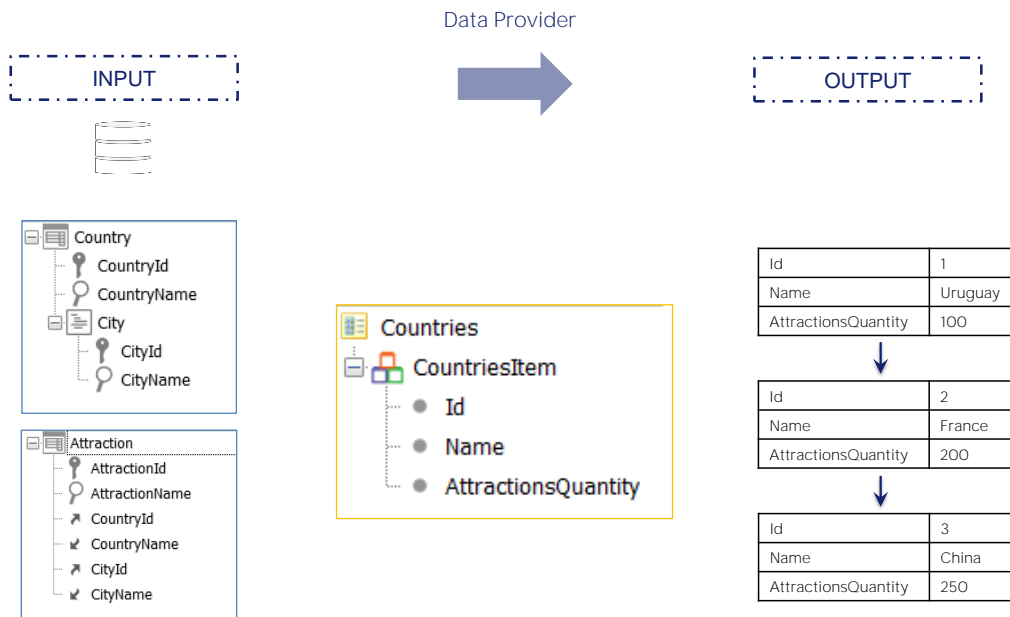 Data Provider
INPUT
OUTPUT
Country
CountryId
CountryName
City
CityId
CityName
Attraction
AttractionId
AttractionName
CountryId
CountryName
CityId
CityName
Countries
CountriesItem
Id
Name
AttractionsQuantity
Id 1
Name Uruguay
AttractionsQuantity 100
Id 2
Name France
AttractionsQuantity 200
Id 3
Name China
AttractionsQuantity 250